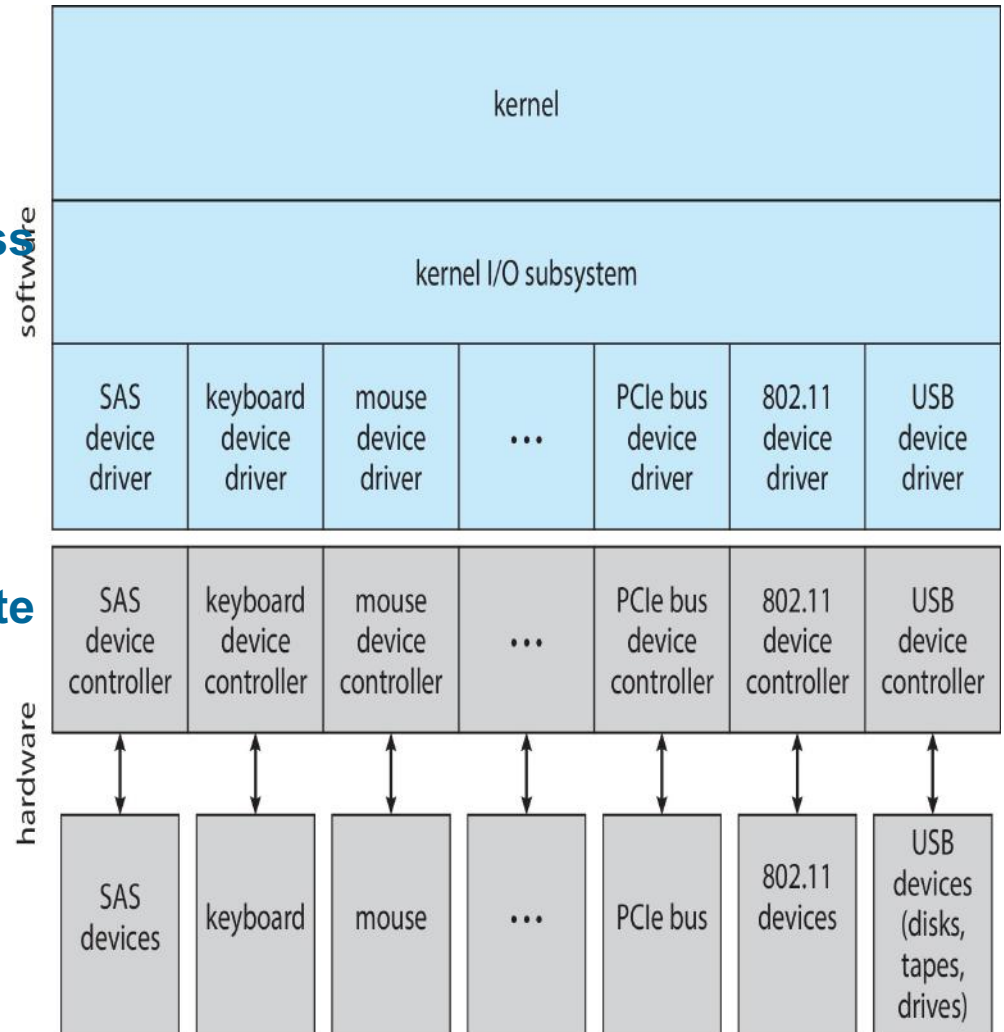 kernel
ss
software
kernel I/O subsystem
SAS
device
driver
keyboard
device
driver
mouse
device
driver
...
PCIe bus
device
driver
802.11
device
driver
USB
device
driver
te
hardware
SAS
device
controller
keyboard
device
controller
mouse
device
controller
...
PCIe bus
device
controller
802.11
device
controller
USB
device
controller
SAS
devices
keyboard
mouse
...
PCIe bus
802.11
devices
USB
devices
(disks,
tapes,
drives)